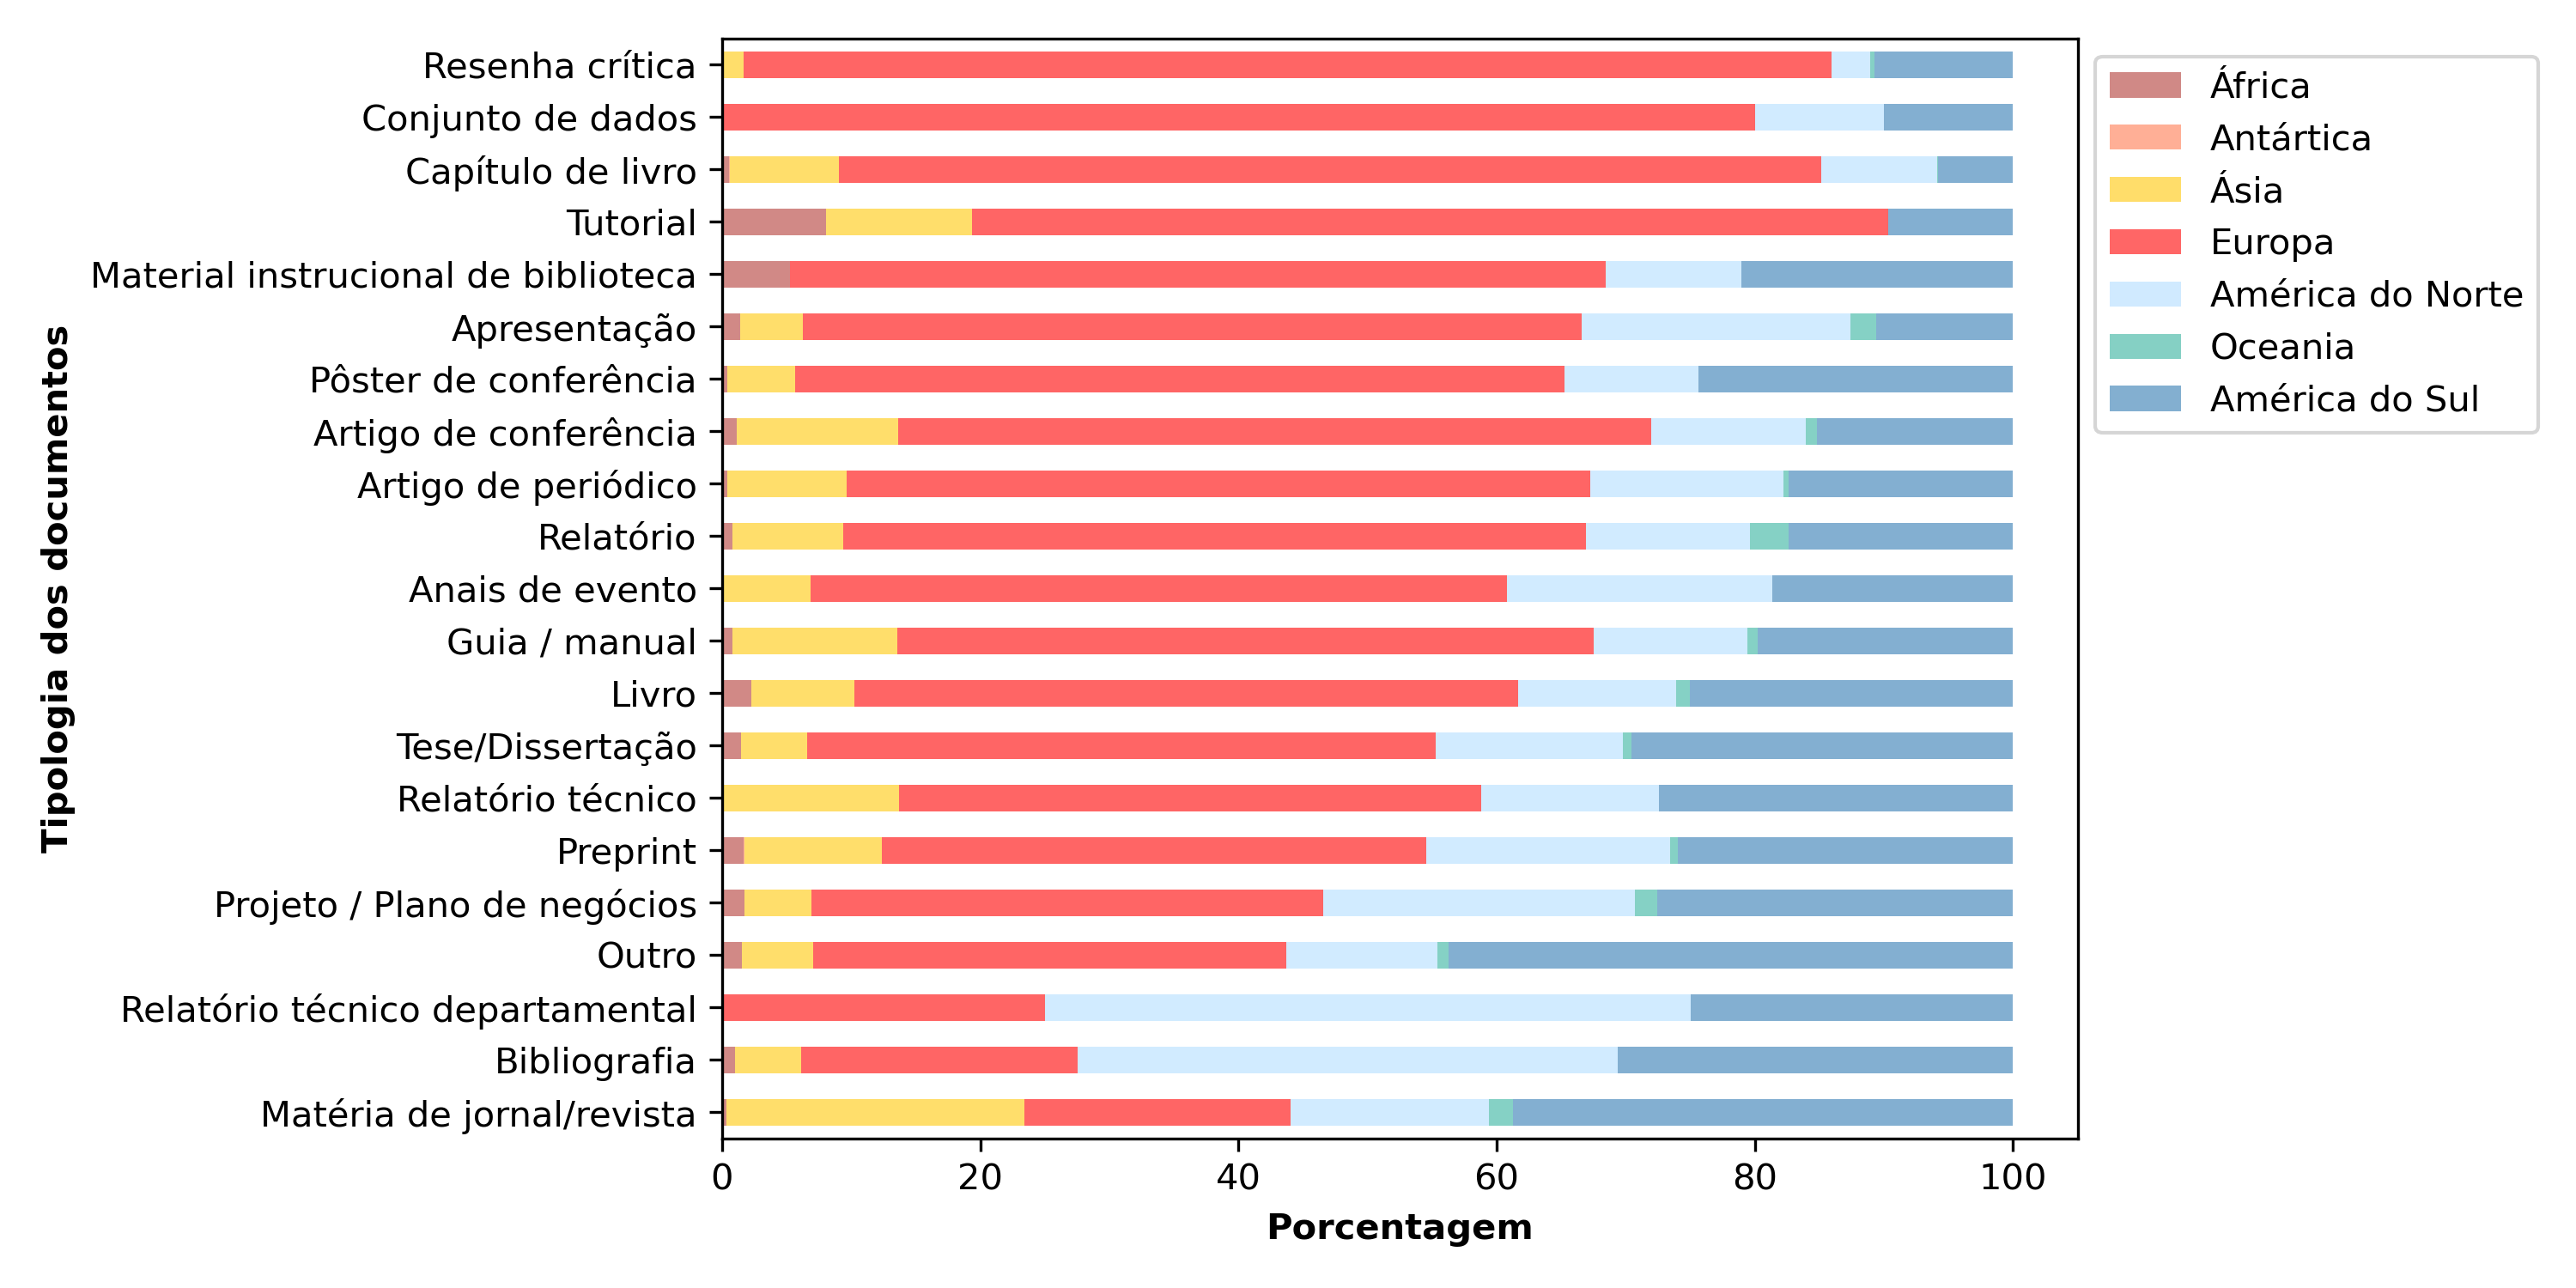 Resenha crítica
Conjunto de dados
Capítulo de livro
Tutorial
Material instrucional de biblioteca
Apresentação
Pôster de conferência
Artigo de conferência
Artigo de periódico
Relatório
Anais de evento
Guia / manual
Livro
Tese/Dissertação
Relatório técnico
Preprint
Projeto / Plano de negócios
Outro
Relatório técnico departamental
Bibliografia
Matéria de jornal/revista
Tipologia dos documentos
0 20 40 60 80 100
Porcentagem
África
Antártica
Ásia
Europa
América do Norte
Oceania
América do Sul